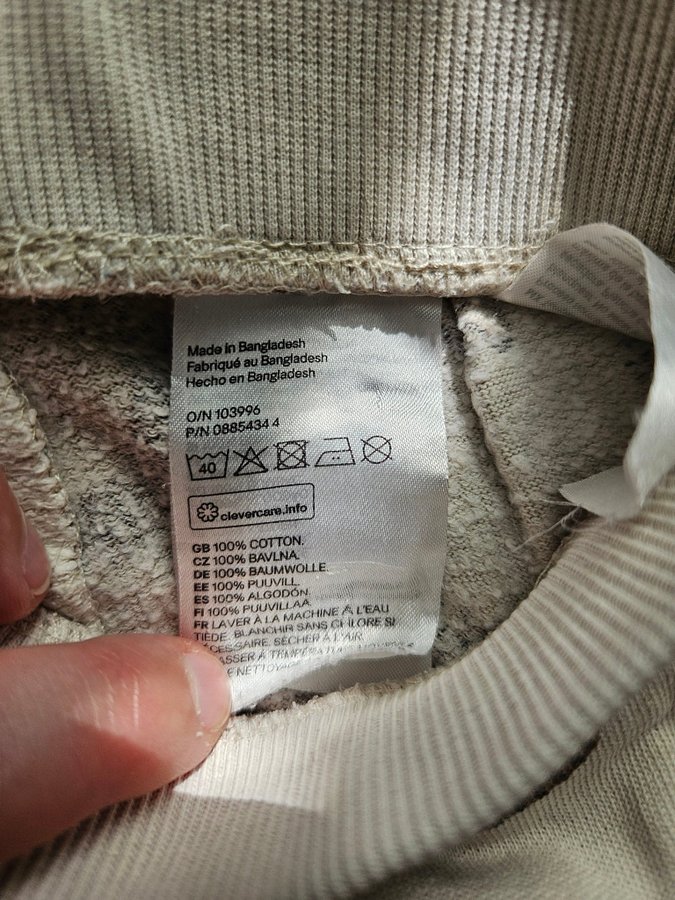 Made in Bangladesh
Fabriqué au Bangladesh
Hecho en Bangladesh
O/N 103996
P/N 0885434 4
40
clevercare.info
GB 100% COTTON.
CZ 100% BAVLNA.
DE 100% BAUMWOLLE.
EE 100% PUUVILL.
ES 100% ALGODÓN.
FI 100% PUUVILLAA.
FR LAVER À LA MACHINE À L'EAU
TIÈDE. BLANCHIR SANS CHLORE SI
SÉCHER À L'AIR.